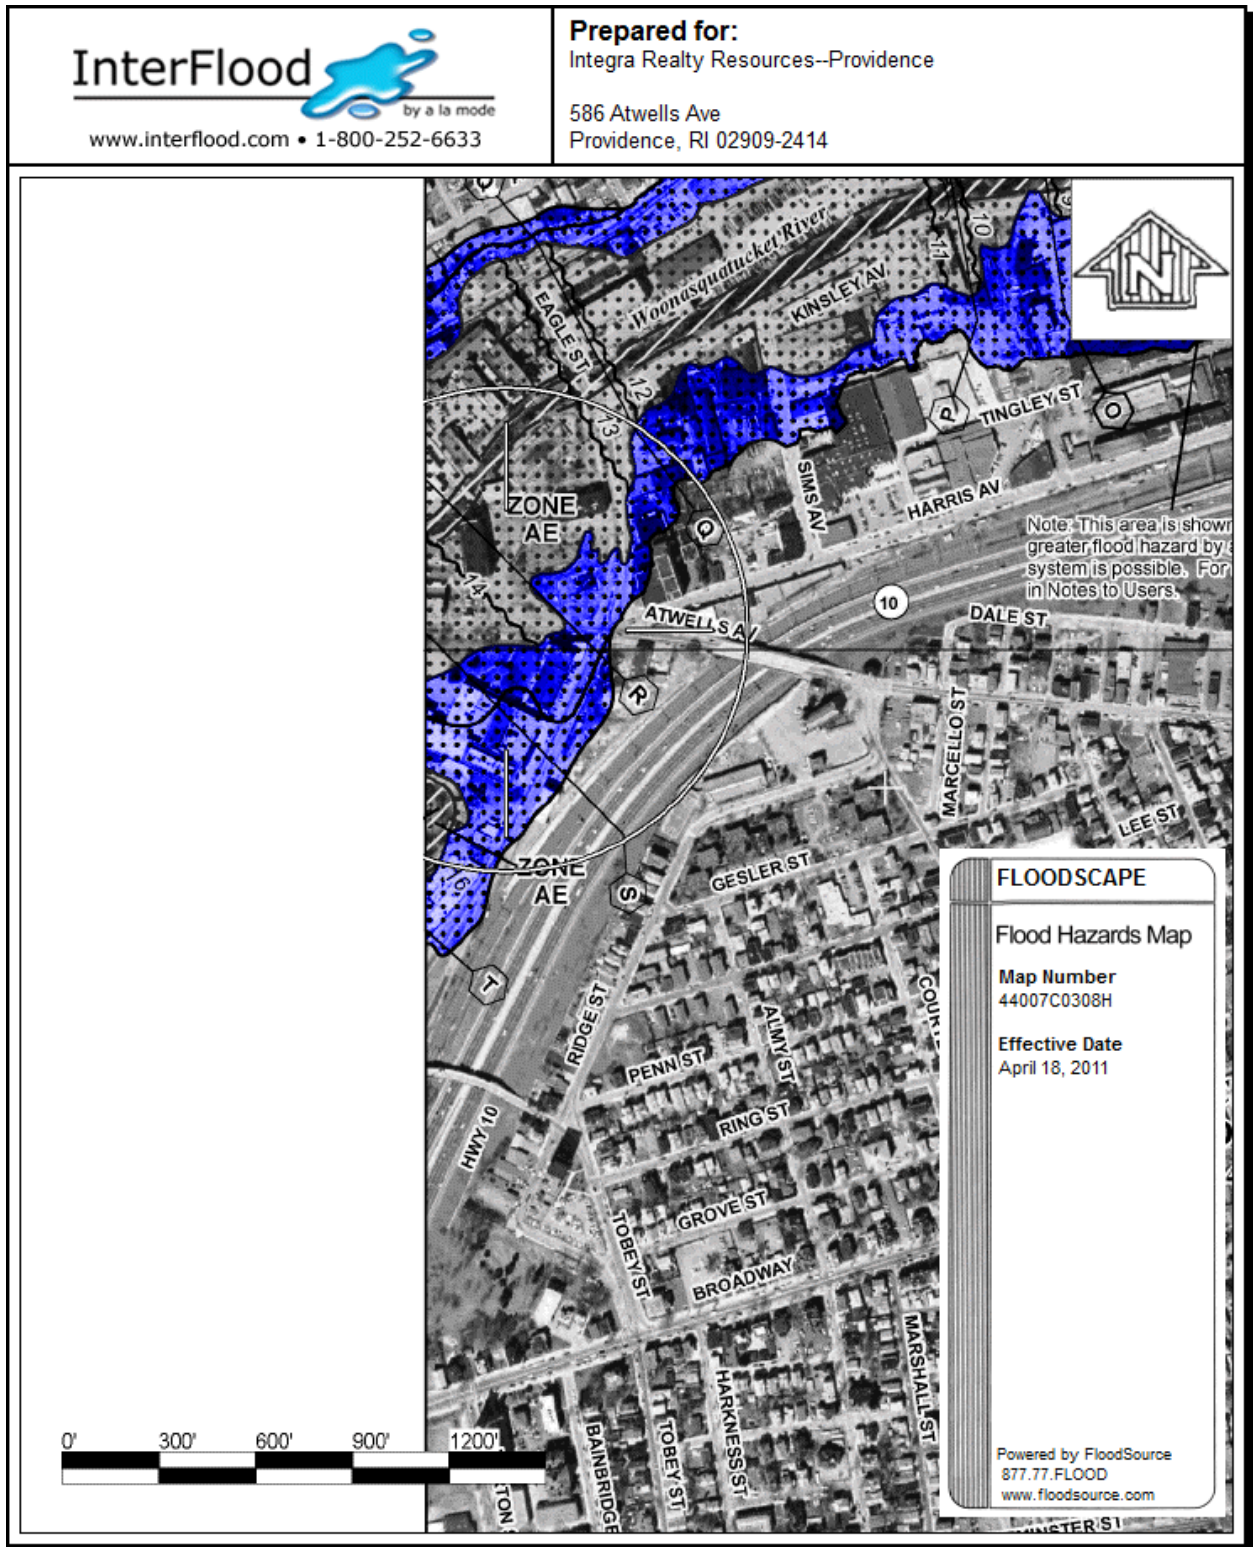 InterFlood
by a la mode
www.interflood.com • 1-800-252-6633
Prepared for:
Integra Realty Resources--Providence
586 Atwells Ave
Providence, RI 02909-2414
10
11
Woonasquatucket River
KINSLEY AV
N
EAGLE ST
12
13
P
TINGLEY ST
O
SIMS AV
HARRIS AV
ZONE
AE
Q
Note: This area is shown
greater flood hazard by
system is possible. For
in Notes to Users.
14
10
ATWELLS AV
DALE ST
R
MARCELLO ST
LEE ST
ZONE
AE
GESLER ST
S
T
RIDGE ST
ALMY ST
PENN ST
RING ST
HWY 10
GROVE ST
TOBEY ST
BROADWAY
MARSHALL ST
HARKNESS ST
TOBEY ST
BAINBRIDGE
0' 300' 600' 900' 1200'
FLOODSCAPE
Flood Hazards Map
Map Number
44007C0308H
Effective Date
April 18, 2011
Powered by FloodSource
877.77.FLOOD
www.floodsource.com